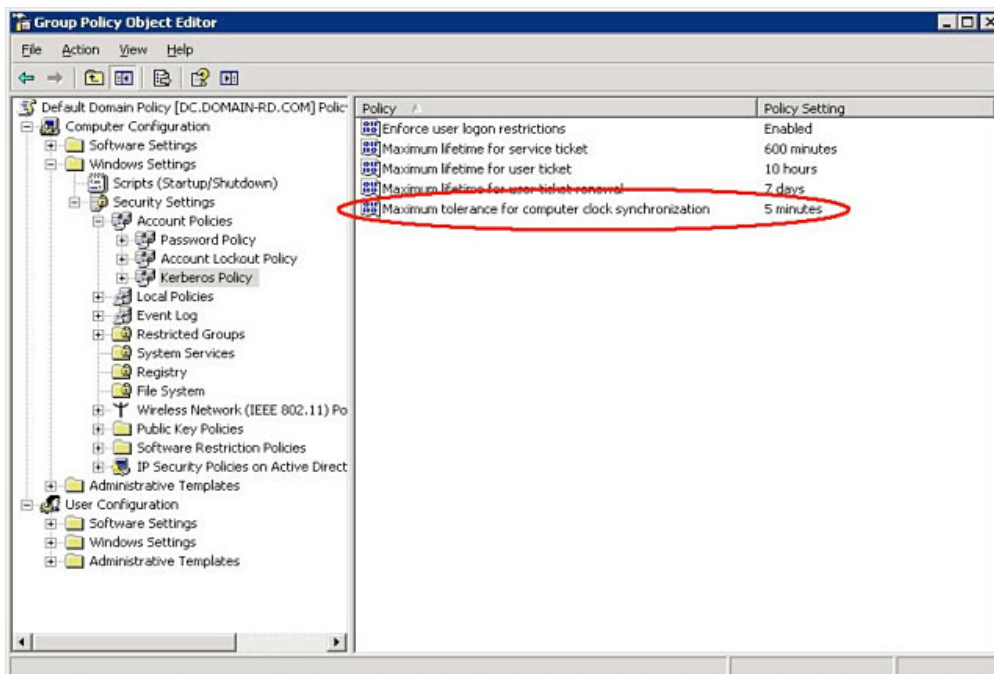 Group Policy Object Editor
File Action View Help
Default Domain Policy [DC.DOMAIN-RD.COM] Polic
Computer Configuration
Software Settings
Windows Settings
Scripts (Startup/Shutdown)
Security Settings
Account Policies
Password Policy
Account Lockout Policy
Kerberos Policy
Local Policies
Event Log
Restricted Groups
System Services
Registry
File System
Wireless Network (IEEE 802.11) Po
Public Key Policies
Software Restriction Policies
IP Security Policies on Active Direct
Administrative Templates
User Configuration
Software Settings
Windows Settings
Administrative Templates
Policy Policy Setting
Enforce user logon restrictions Enabled
Maximum lifetime for service ticket 600 minutes
Maximum lifetime for user ticket 10 hours
Maximum lifetime for user ticket renewal 7 days
Maximum tolerance for computer clock synchronization 5 minutes